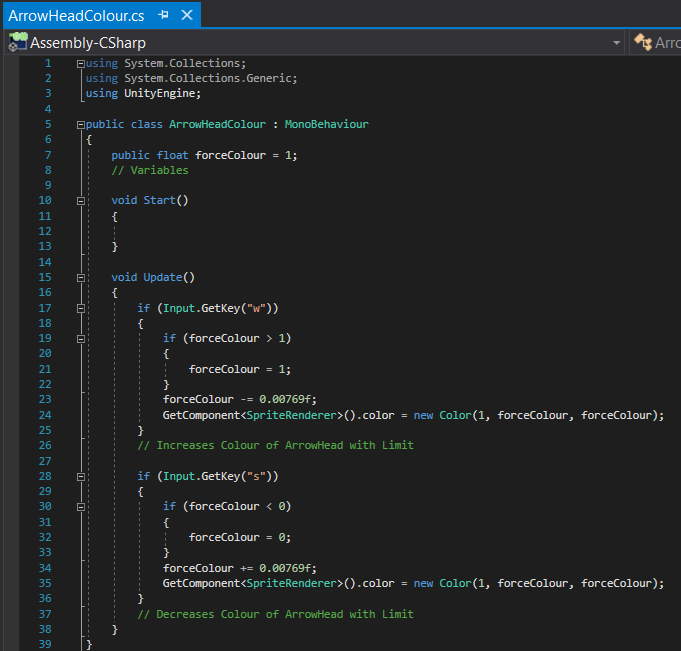 ArrowHeadColour.cs
Assembly-CSharp Arro
1 using System.Collections;
2 using System.Collections.Generic;
3 using UnityEngine;
4
5 public class ArrowHeadColour : MonoBehaviour
6 {
7     public float forceColour = 1;
8     // Variables
9
10     void Start()
11     {
12
13     }
14
15     void Update()
16     {
17         if (Input.GetKey("w"))
18         {
19             if (forceColour > 1)
20             {
21                 forceColour = 1;
22             }
23             forceColour -= 0.00769f;
24             GetComponent<SpriteRenderer>().color = new Color(1, forceColour, forceColour);
25         }
26         // Increases Colour of ArrowHead with Limit
27
28         if (Input.GetKey("s"))
29         {
30             if (forceColour < 0)
31             {
32                 forceColour = 0;
33             }
34             forceColour += 0.00769f;
35             GetComponent<SpriteRenderer>().color = new Color(1, forceColour, forceColour);
36         }
37         // Decreases Colour of ArrowHead with Limit
38     }
39 }